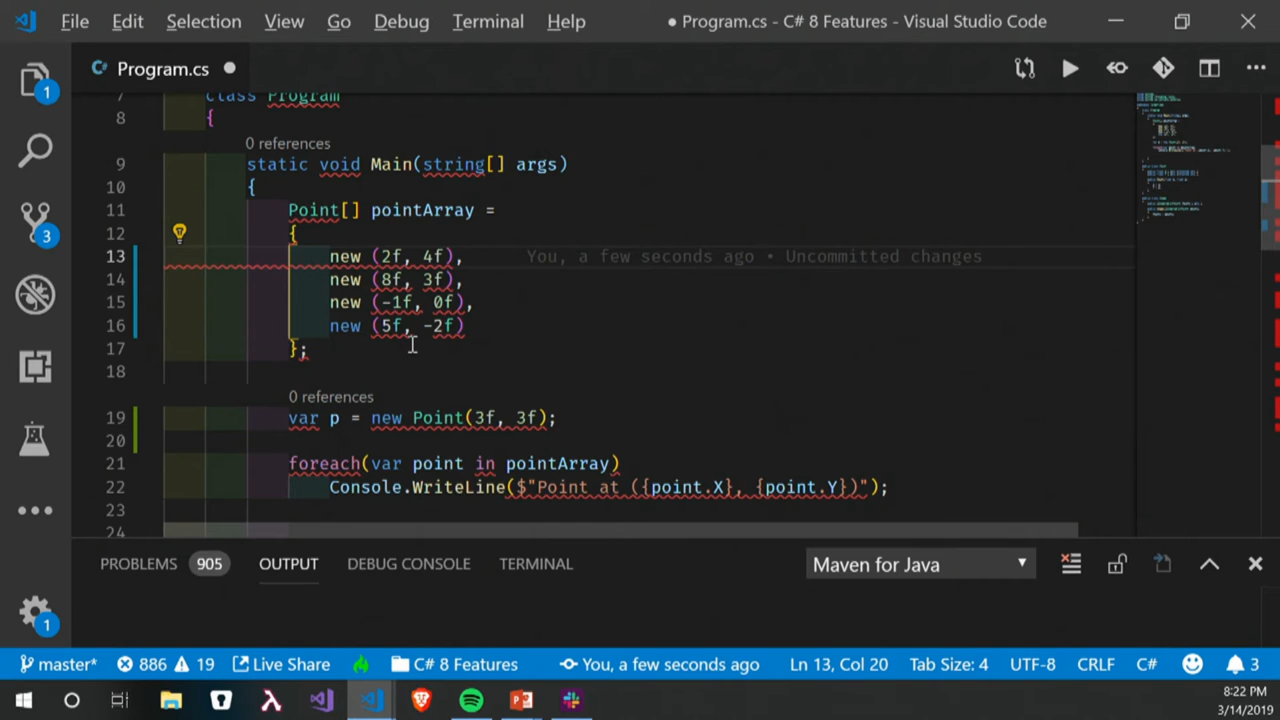 File Edit Selection View Go Debug Terminal Help ● Program.cs - C# 8 Features - Visual Studio Code
Program.cs
7 class Program
8 {
0 references
9 static void Main(string[] args)
10 {
11 Point[] pointArray =
12 {
13 new (2f, 4f), You, a few seconds ago • Uncommitted changes
14 new (8f, 3f),
15 new (-1f, 0f),
16 new (5f, -2f)
17 };
18
0 references
19 var p = new Point(3f, 3f);
20
21 foreach(var point in pointArray)
22 Console.WriteLine($"Point at ({point.X}, {point.Y})");
23
24
1
3
1
PROBLEMS 905 OUTPUT DEBUG CONSOLE TERMINAL Maven for Java
master* 886 19 Live Share C# 8 Features You, a few seconds ago Ln 13, Col 20 Tab Size: 4 UTF-8 CRLF C# 3
8:22 PM
3/14/2019